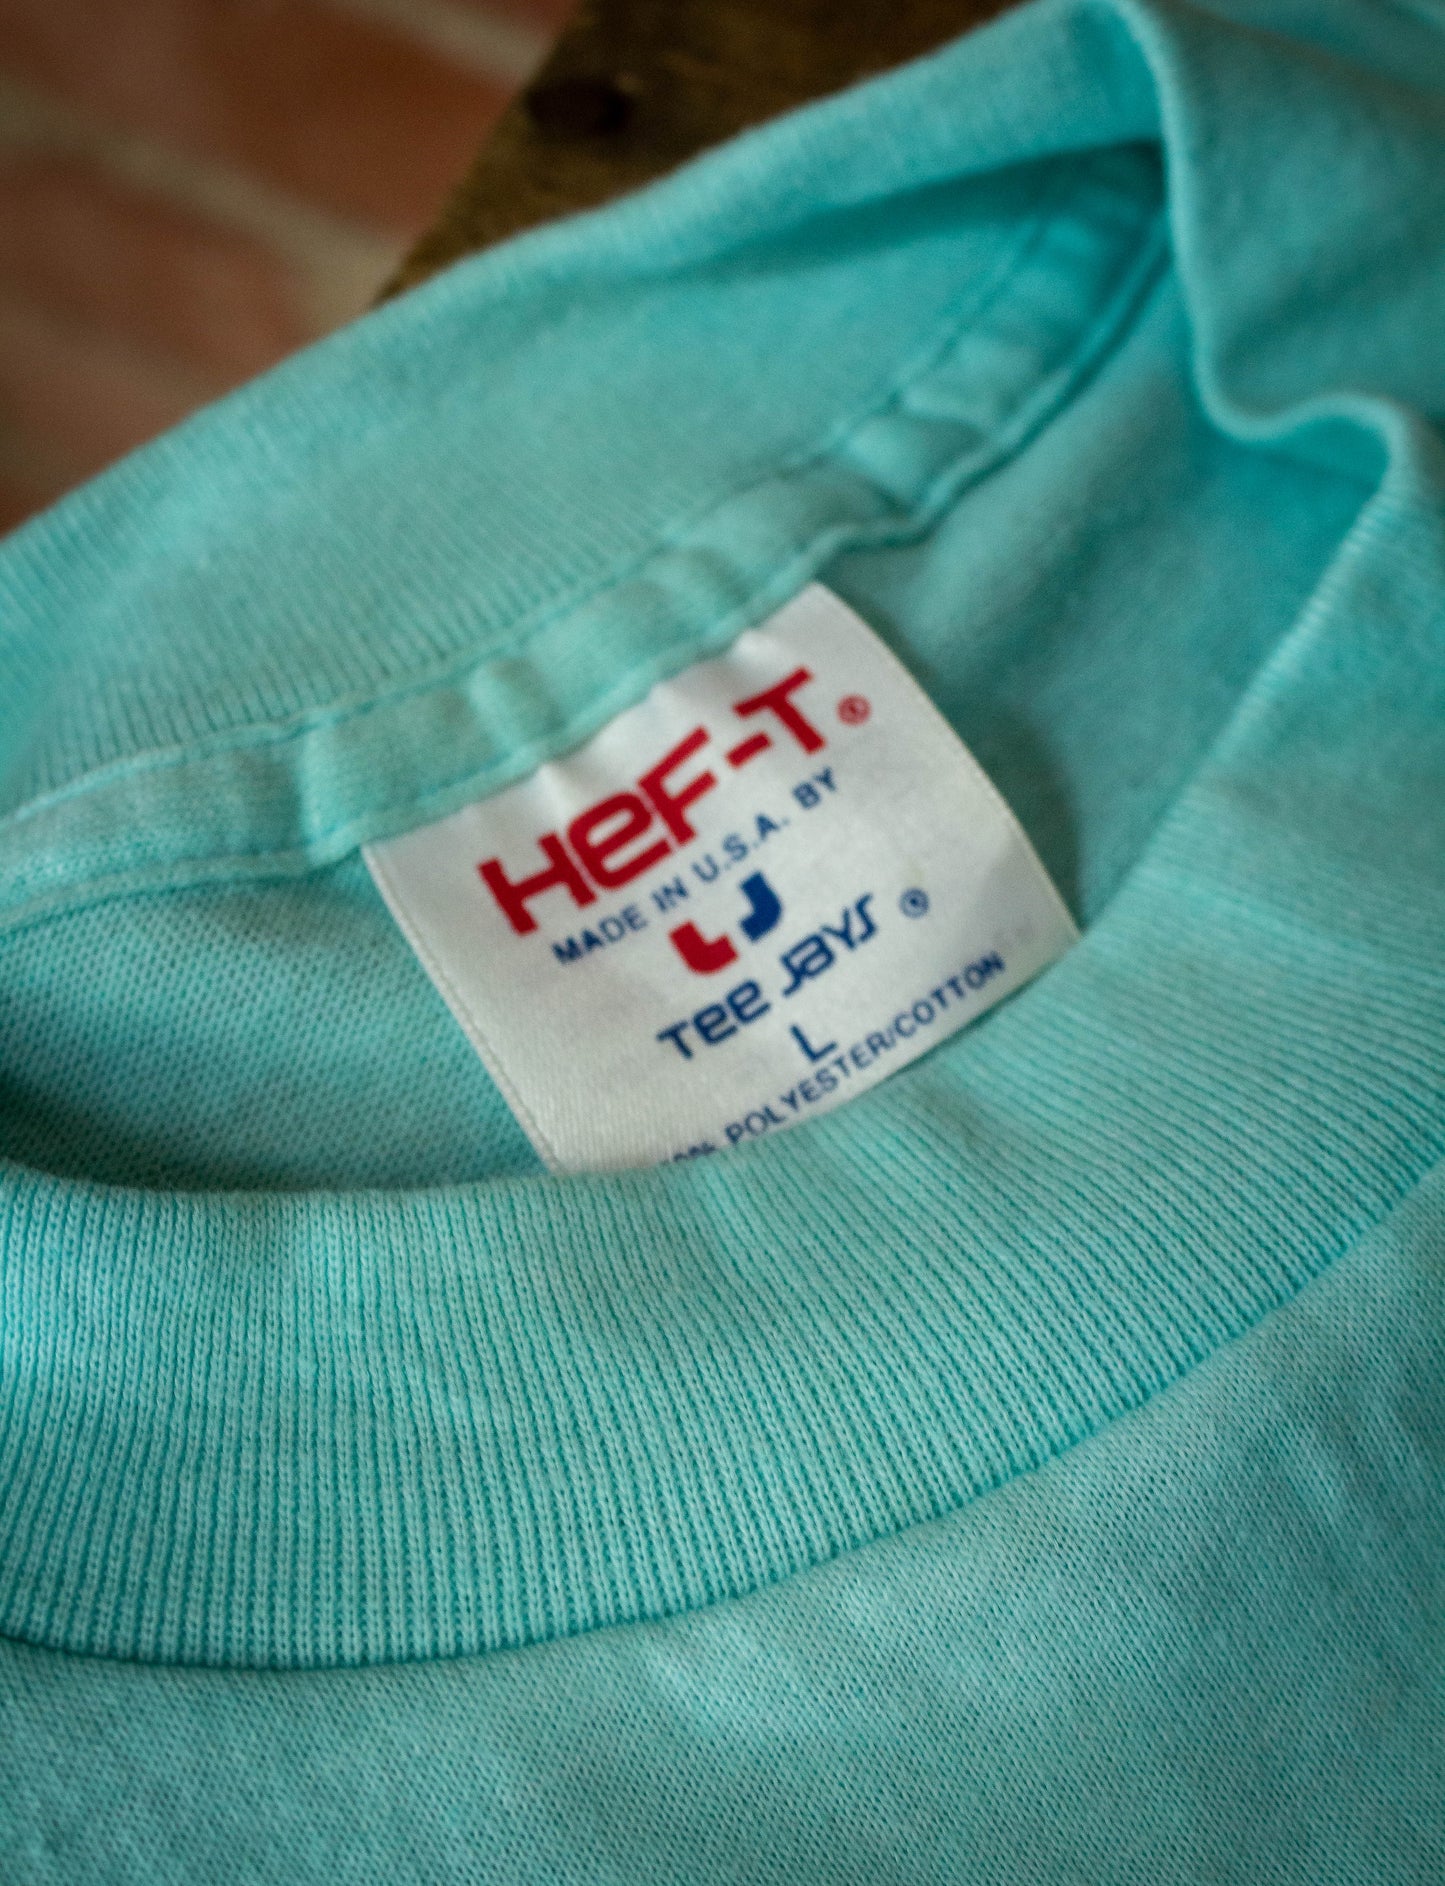 HeF-T®
MADE IN U.S.A. BY
Tee Jays ®
L
POLYESTER/COTTON